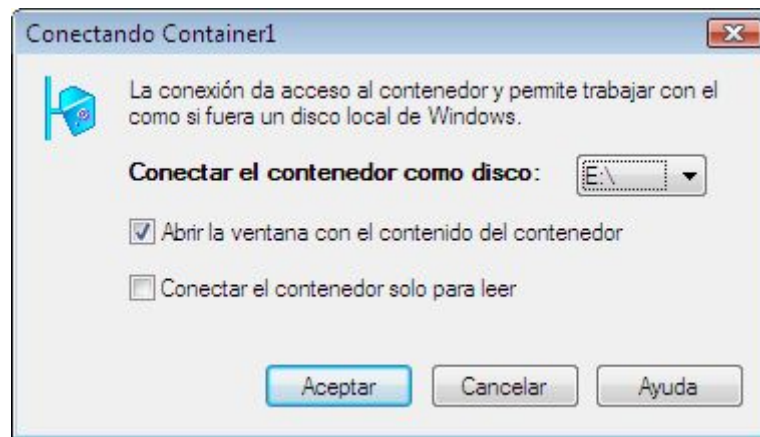 Conectando Container1
La conexión da acceso al contenedor y permite trabajar con el
como si fuera un disco local de Windows.
Conectar el contenedor como disco: E:\
Abrir la ventana con el contenido del contenedor
Conectar el contenedor solo para leer
Aceptar Cancelar Ayuda